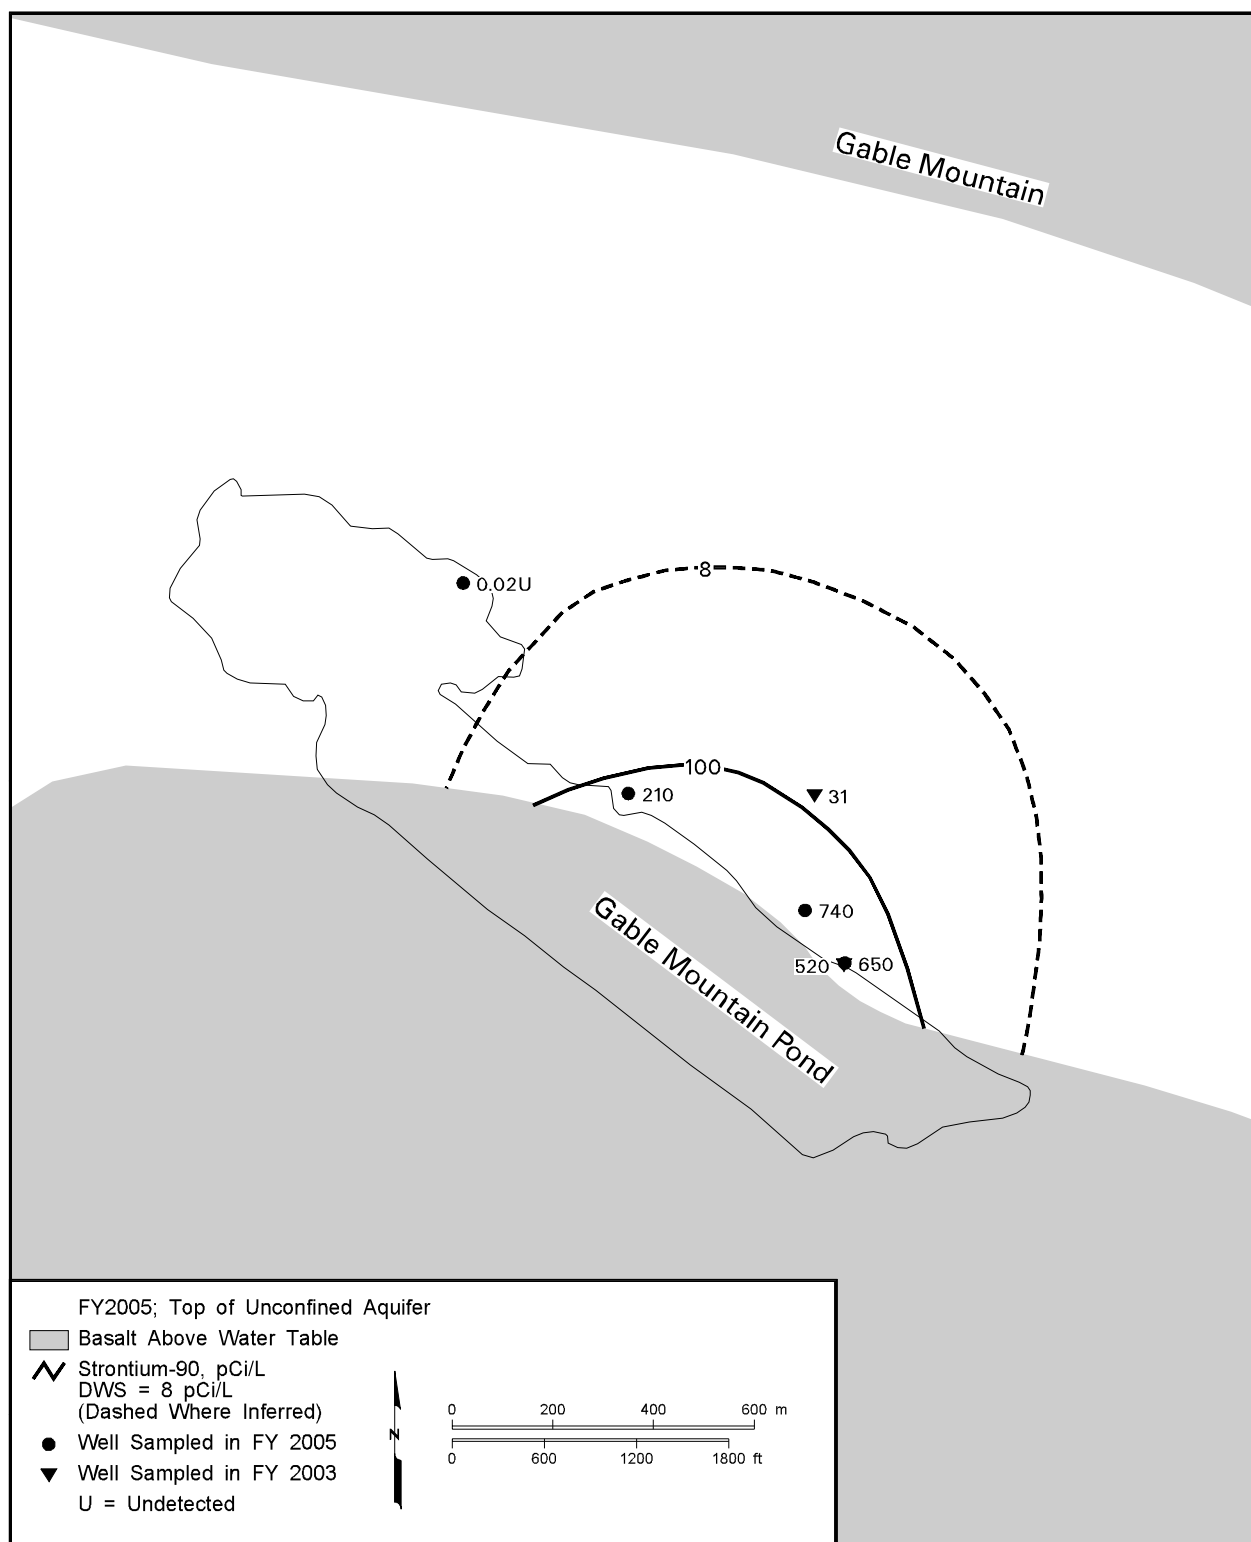 Gable Mountain
8
0.02U
100
210
31
740
520 650
Gable Mountain Pond
FY2005; Top of Unconfined Aquifer
Basalt Above Water Table
Strontium-90, pCi/L
DWS = 8 pCi/L
(Dashed Where Inferred)
Well Sampled in FY 2005
Well Sampled in FY 2003
U = Undetected
N
0 200 400 600 m
0 600 1200 1800 ft